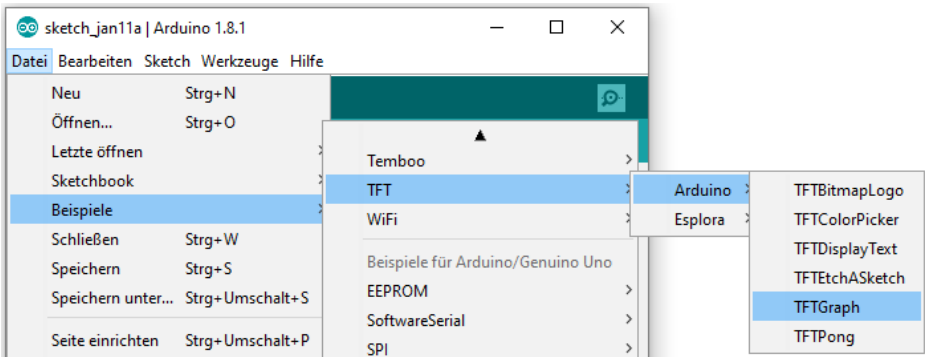 sketch_jan11a | Arduino 1.8.1
Datei Bearbeiten Sketch Werkzeuge Hilfe
Neu Strg+N
Öffnen... Strg+O
Letzte öffnen
Sketchbook
Beispiele
Schließen Strg+W
Speichern Strg+S
Speichern unter... Strg+Umschalt+S
Seite einrichten Strg+Umschalt+P
Temboo
TFT
WiFi
Beispiele für Arduino/Genuino Uno
EEPROM
SoftwareSerial
SPI
Arduino
Esplora
TFTBitmapLogo
TFTColorPicker
TFTDisplayText
TFTEtchASketch
TFTGraph
TFTPong